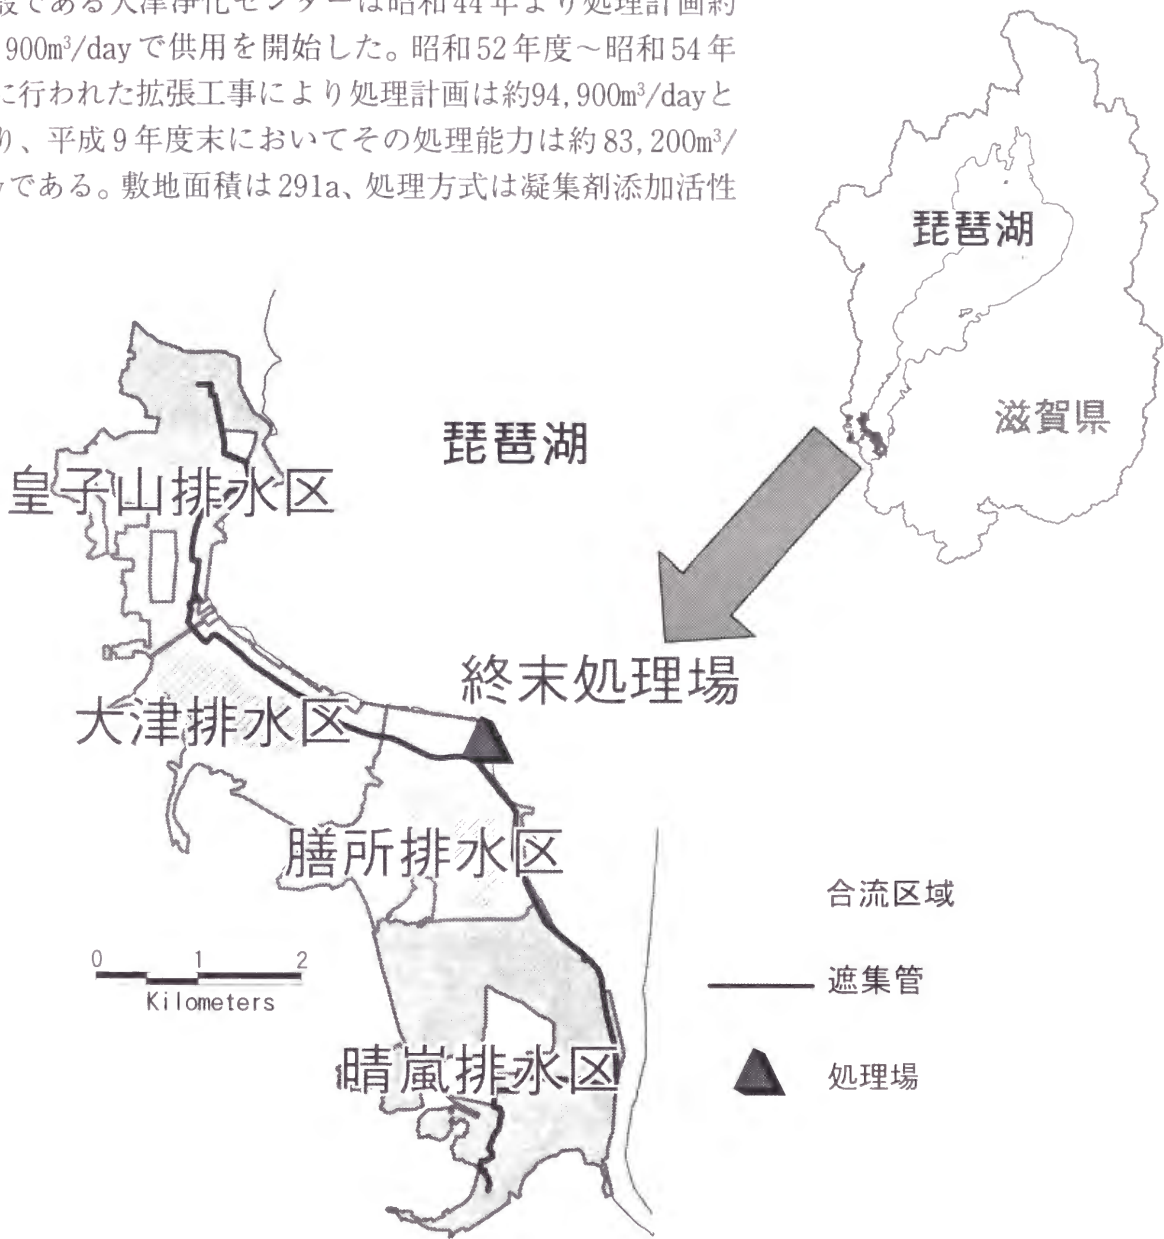 設である大津浄化センターは昭和44年より処理計画約
900m³/dayで供用を開始した。昭和52年度~昭和54年
に行われた拡張工事により処理計画は約94,900m³/dayと
り、平成9年度末においてその処理能力は約83,200m³/
である。敷地面積は291a、処理方式は凝集剤添加活性
琵琶湖
滋賀県
琵琶湖
皇子山排水区
終末処理場
大津排水区
膳所排水区
合流区域
0 1 2
Kilometers
遮集管
晴嵐排水区
処理場